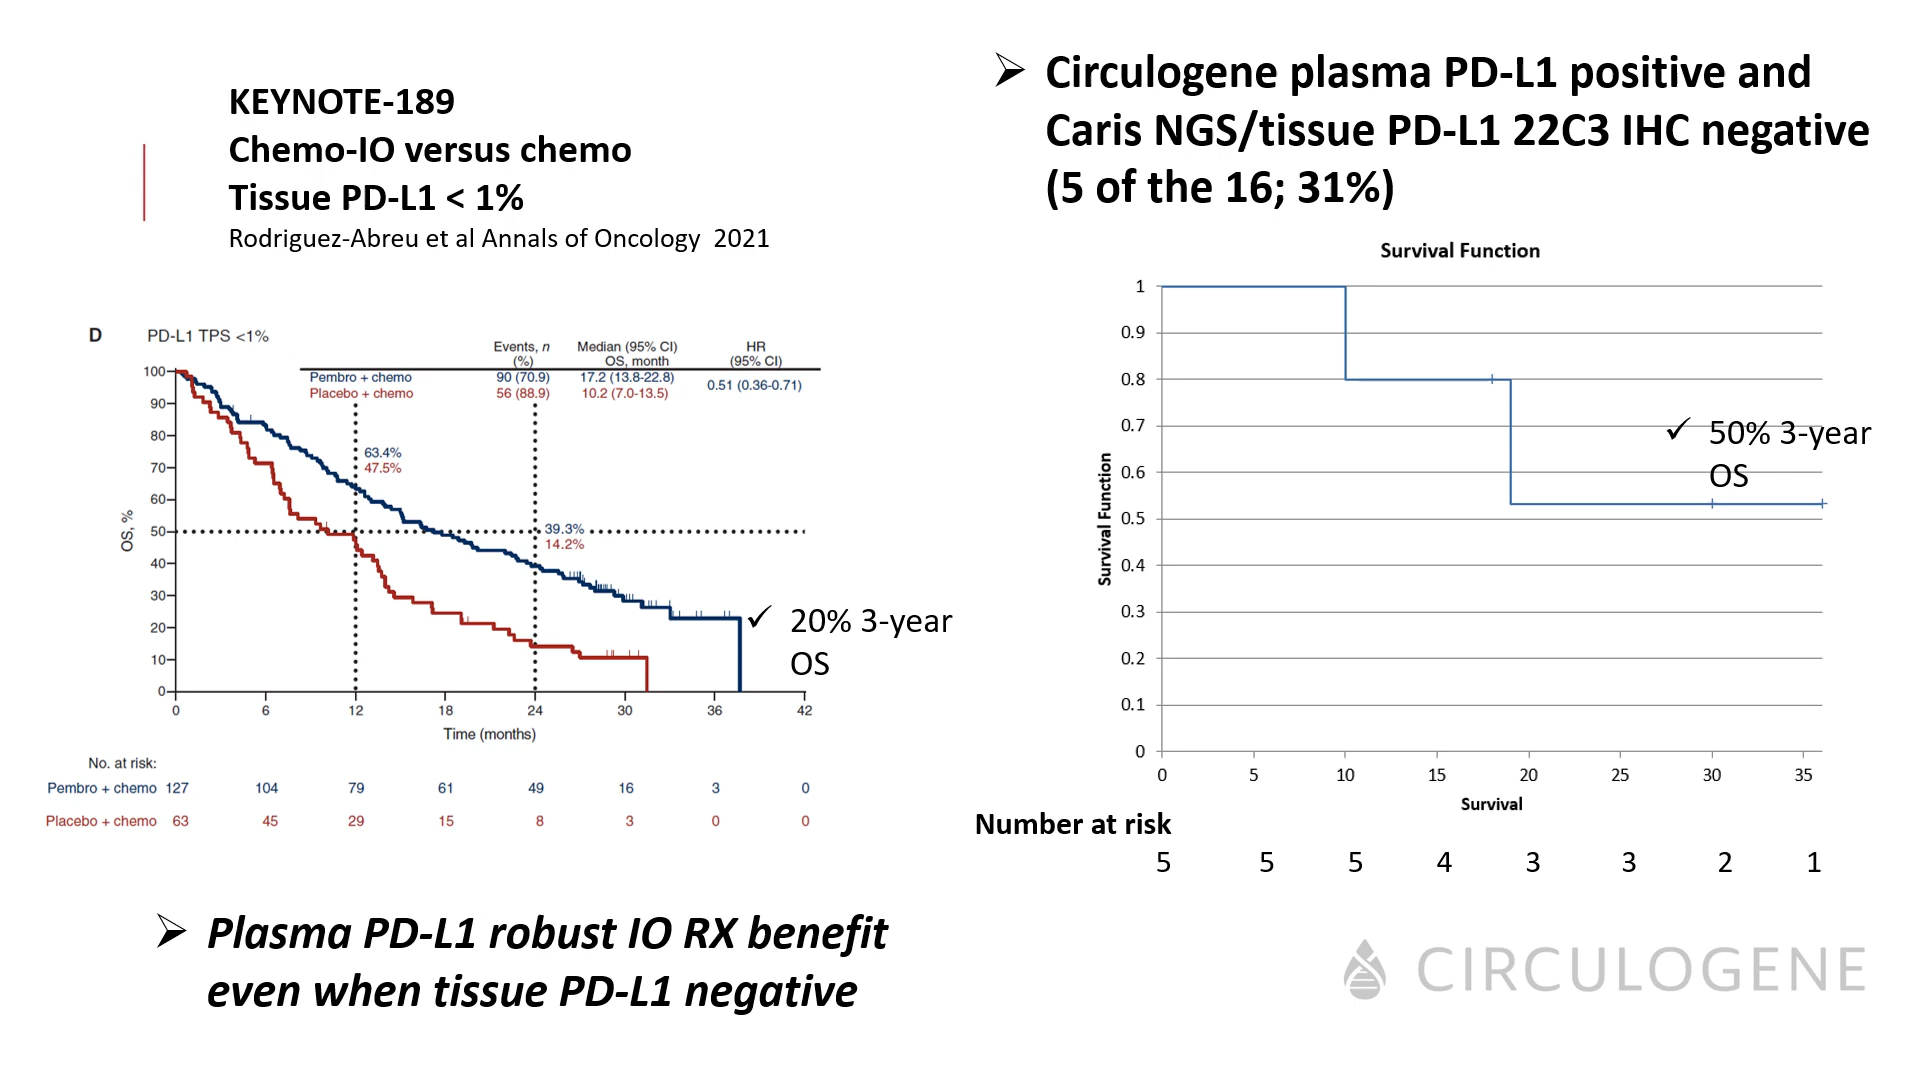 KEYNOTE-189
Chemo-IO versus chemo
Tissue PD-L1 < 1%
Rodriguez-Abreu et al Annals of Oncology 2021
D PD-L1 TPS <1%
Events, n Median (95% CI) HR
(%) OS, month (95% CI)
Pembro + chemo 90 (70.9) 17.2 (13.8-22.8)
0.51 (0.36-0.71)
Placebo + chemo 56 (88.9) 10.2 (7.0-13.5)
100
90
80
70
60
50
40
30
20
10
0
OS, %
63.4%
47.5%
39.3%
14.2%
✓ 20% 3-year
OS
0 6 12 18 24 30 36 42
Time (months)
No. at risk:
Pembro + chemo 127 104 79 61 49 16 3 0
Placebo + chemo 63 45 29 15 8 3 0 0
➢ Plasma PD-L1 robust IO RX benefit
even when tissue PD-L1 negative
➢ Circulogene plasma PD-L1 positive and
Caris NGS/tissue PD-L1 22C3 IHC negative
(5 of the 16; 31%)
Survival Function
1
0.9
0.8
0.7
0.6
0.5
0.4
0.3
0.2
0.1
0
Survival Function
✓ 50% 3-year
OS
0 5 10 15 20 25 30 35
Survival
Number at risk
5 5 5 4 3 3 2 1
CIRCULOGENE